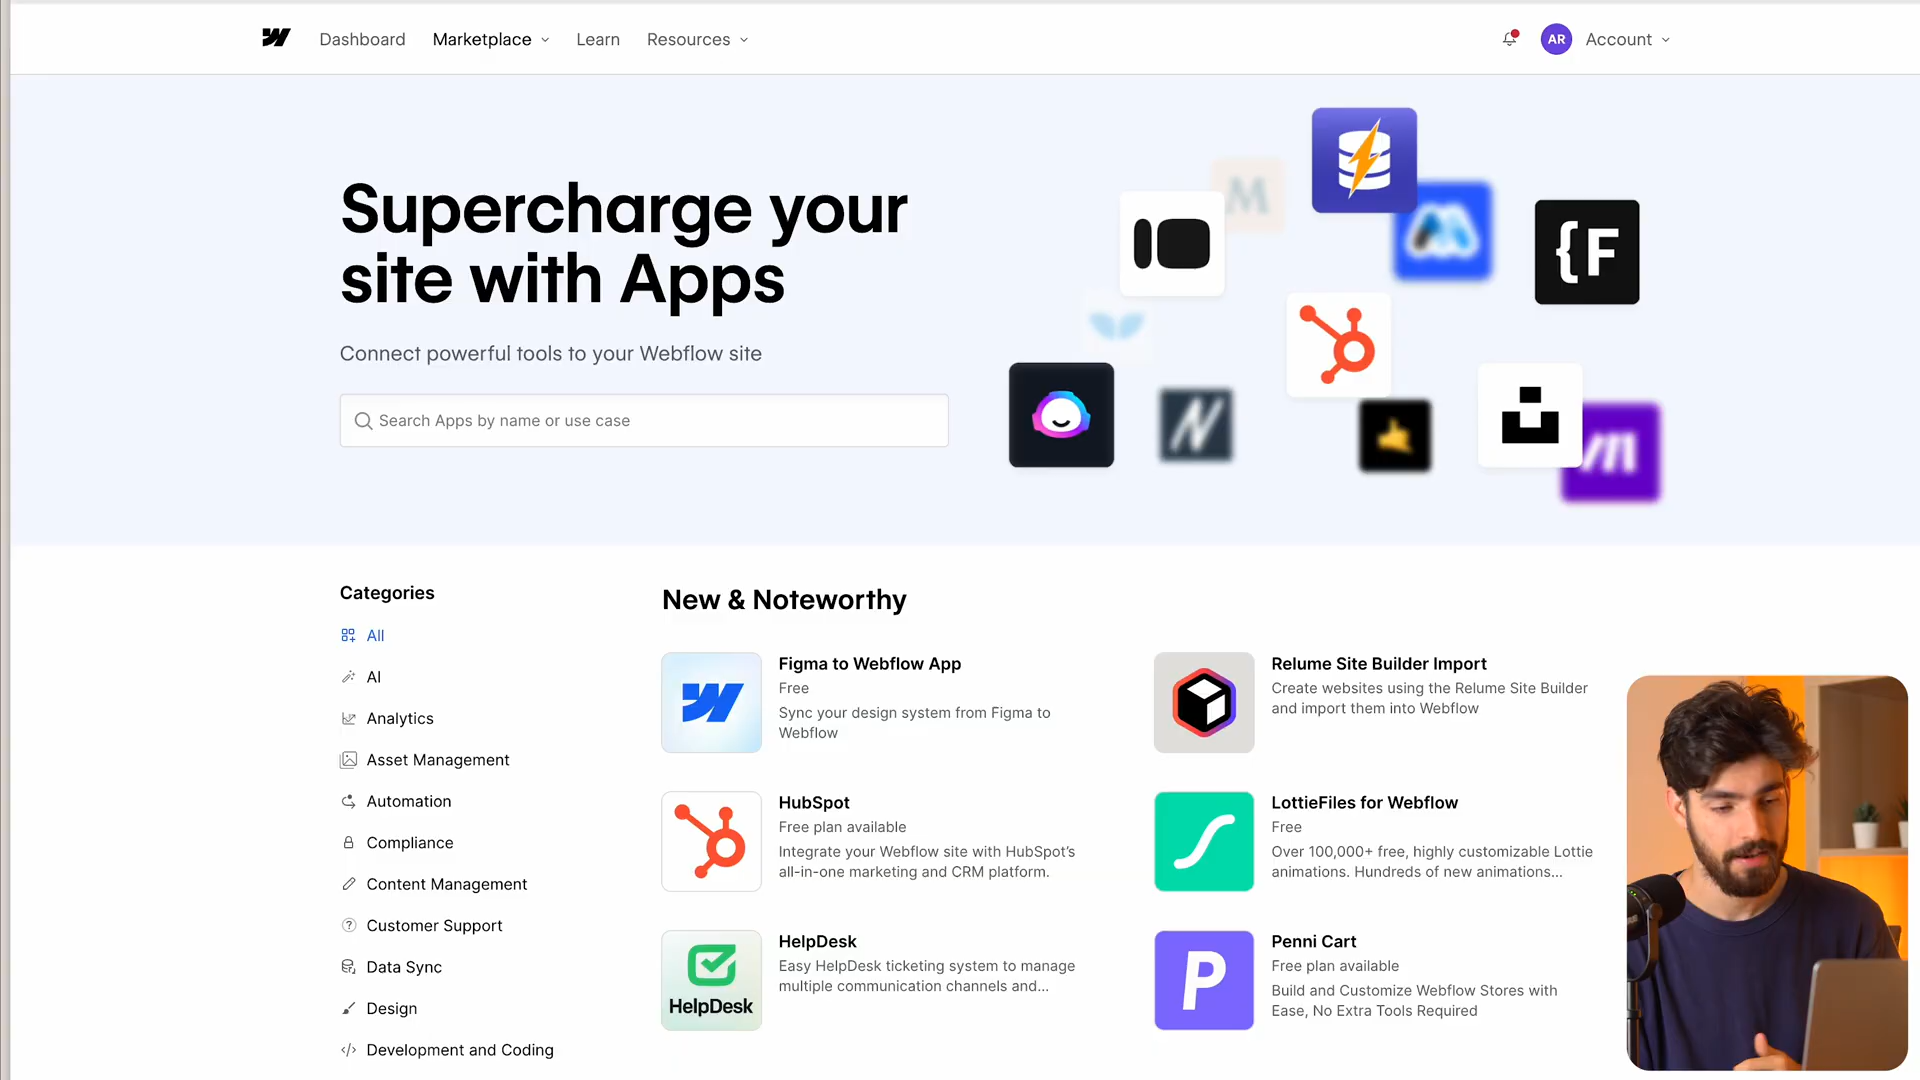 Dashboard
Marketplace
Learn
Resources
AR
Account
Supercharge your
site with Apps
Connect powerful tools to your Webflow site
Search Apps by name or use case
M
{F
N
Categories
All
AI
Analytics
Asset Management
Automation
Compliance
Content Management
Customer Support
Data Sync
Design
Development and Coding
New & Noteworthy
Figma to Webflow App
Free
Sync your design system from Figma to
Webflow
Relume Site Builder Import
Create websites using the Relume Site Builder
and import them into Webflow
HubSpot
Free plan available
Integrate your Webflow site with HubSpot’s
all-in-one marketing and CRM platform.
LottieFiles for Webflow
Free
Over 100,000+ free, highly customizable Lottie
animations. Hundreds of new animations...
HelpDesk
HelpDesk
Easy HelpDesk ticketing system to manage
multiple communication channels and...
P
Penni Cart
Free plan available
Build and Customize Webflow Stores with
Ease, No Extra Tools Required